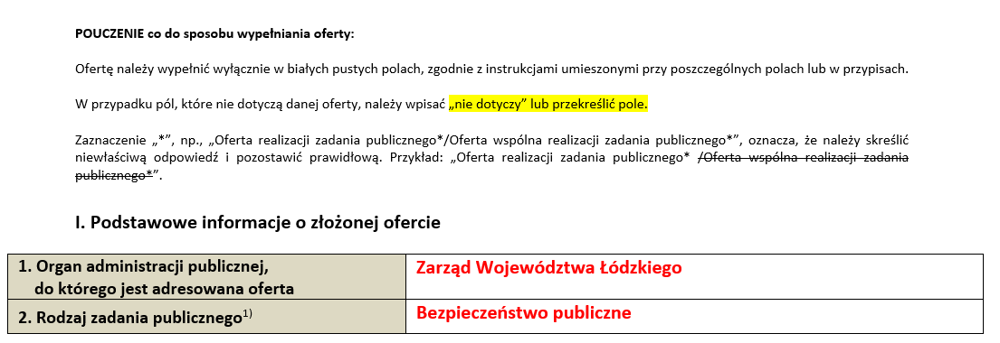 POUCZENIE co do sposobu wypełniania oferty:
Ofertę należy wypełnić wyłącznie w białych pustych polach, zgodnie z instrukcjami umieszonymi przy poszczególnych polach lub w przypisach.
W przypadku pól, które nie dotyczą danej oferty, należy wpisać „nie dotyczy” lub przekreślić pole.
Zaznaczenie „*”, np., „Oferta realizacji zadania publicznego*/Oferta wspólna realizacji zadania publicznego*”, oznacza, że należy skreślić
niewłaściwą odpowiedź i pozostawić prawidłową. Przykład: „Oferta realizacji zadania publicznego* /Oferta wspólna realizacji zadania
publicznego*”.
I. Podstawowe informacje o złożonej ofercie
1. Organ administracji publicznej,
do którego jest adresowana oferta
Zarząd Województwa Łódzkiego
2. Rodzaj zadania publicznego1)
Bezpieczeństwo publiczne